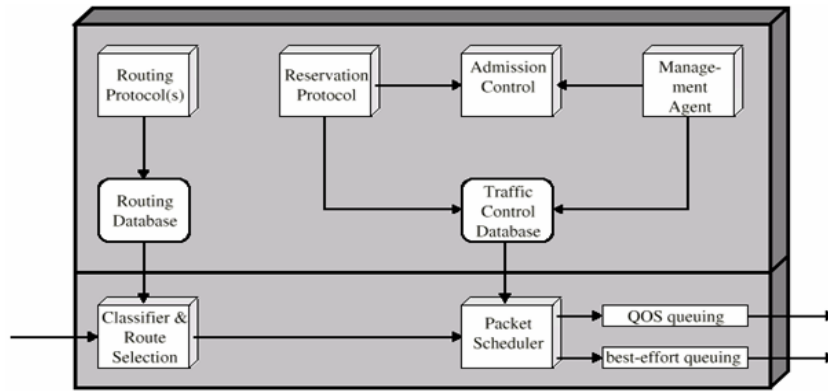 Routing
Protocol(s)
Reservation
Protocol
Admission
Control
Manage-
ment
Agent
Routing
Database
Traffic
Control
Database
Classifier &
Route
Selection
Packet
Scheduler
QOS queuing
best-effort queuing